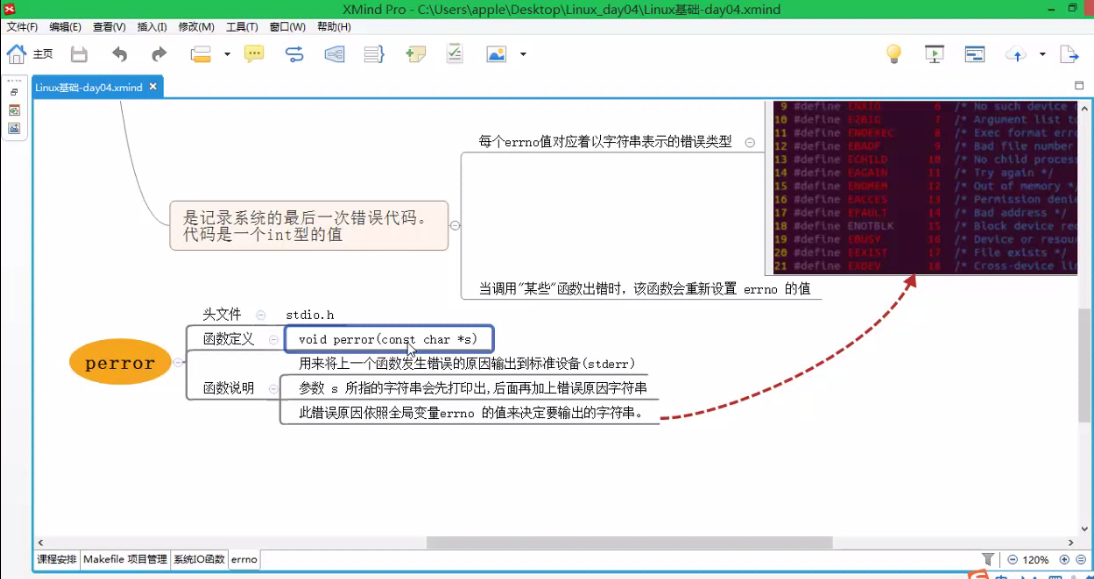 XMind Pro - C:\Users\apple\Desktop\Linux_day04\Linux基础-day04.xmind
文件(F) 编辑(E) 查看(V) 插入(I) 修改(M) 工具(T) 窗口(W) 帮助(H)
主页
Linux基础-day04.xmind
每个errno值对应着以字符串表示的错误类型
9 #define ENXIO 6 /* No such device o
10 #define E2BIG 7 /* Argument list to
11 #define ENOEXEC 8 /* Exec format erro
12 #define EBADF 9 /* Bad file number
13 #define ECHILD 10 /* No child process
14 #define EAGAIN 11 /* Try again */
15 #define ENOMEM 12 /* Out of memory *
16 #define EACCES 13 /* Permission deni
17 #define EFAULT 14 /* Bad address */
18 #define ENOTBLK 15 /* Block device re
19 #define EBUSY 16 /* Device or resou
20 #define EEXIST 17 /* File exists */
21 #define EXDEV 18 /* Cross-device li
是记录系统的最后一次错误代码。
代码是一个int型的值
当调用"某些"函数出错时，该函数会重新设置 errno 的值
perror
头文件
stdio.h
函数定义
void perror(const char *s)
函数说明
用来将上一个函数发生错误的原因输出到标准设备(stderr)
参数 s 所指的字符串会先打印出,后面再加上错误原因字符串
此错误原因依照全局变量errno 的值来决定要输出的字符串。
课程安排 Makefile 项目管理 系统IO函数 errno
120%